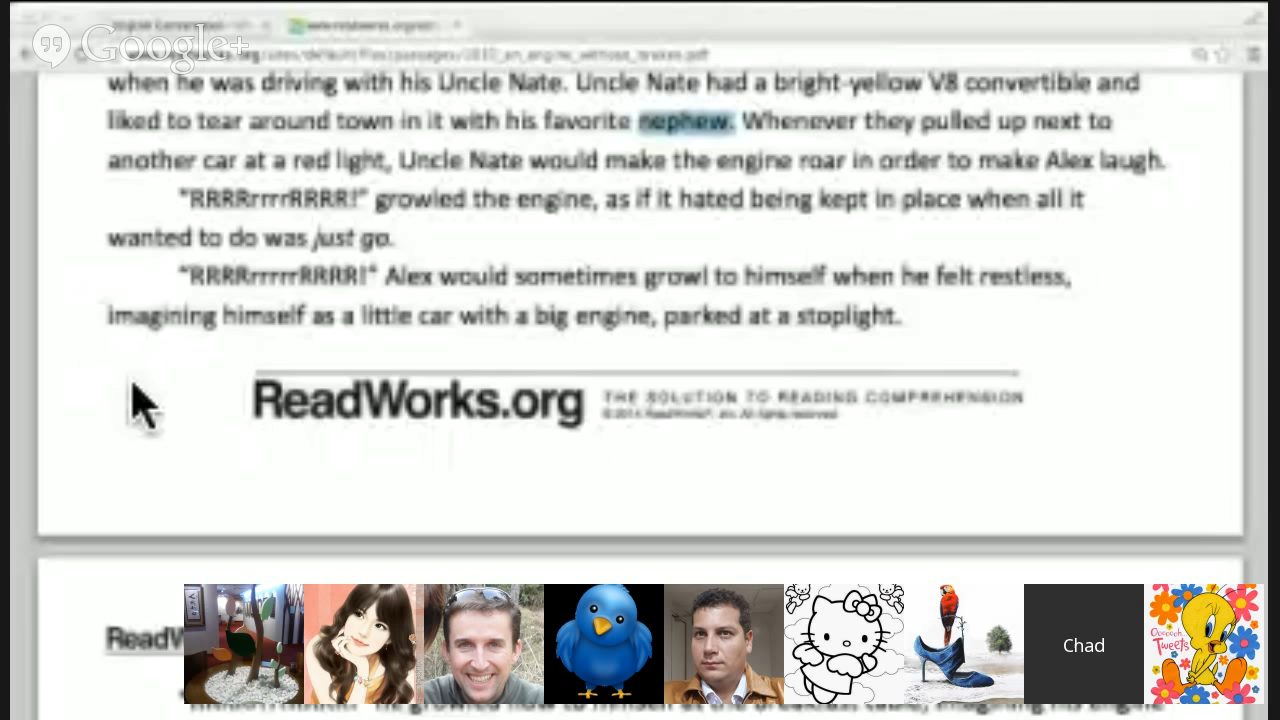 Google+
when he was driving with his Uncle Nate. Uncle Nate had a bright-yellow V8 convertible and
liked to tear around town in it with his favorite nephew. Whenever they pulled up next to
another car at a red light, Uncle Nate would make the engine roar in order to make Alex laugh.
"RRRRrrrrRRRR!" growled the engine, as if it hated being kept in place when all it
wanted to do was just go.
"RRRRrrrrrRRRR!" Alex would sometimes growl to himself when he felt restless,
imagining himself as a little car with a big engine, parked at a stoplight.
ReadWorks.org THE SOLUTION TO READING COMPREHENSION
ReadW
Chad
Ooooooh Tweets